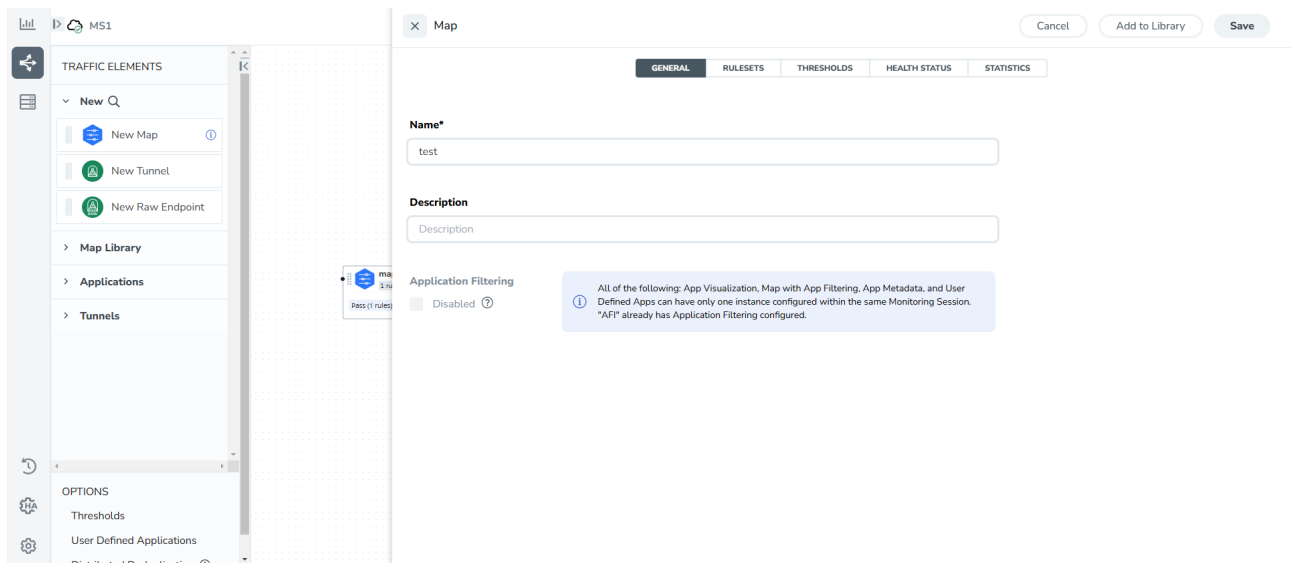 MS1
Map
Cancel
Add to Library
Save
TRAFFIC ELEMENTS
New
New Map
New Tunnel
New Raw Endpoint
Map Library
Applications
Tunnels
OPTIONS
Thresholds
User Defined Applications
HA
Pass (1 rules)
GENERAL
RULESETS
THRESHOLDS
HEALTH STATUS
STATISTICS
Name*
test
Description
Description
Application Filtering
Disabled
All of the following: App Visualization, Map with App Filtering, App Metadata, and User
Defined Apps can have only one instance configured within the same Monitoring Session.
"AFI" already has Application Filtering configured.